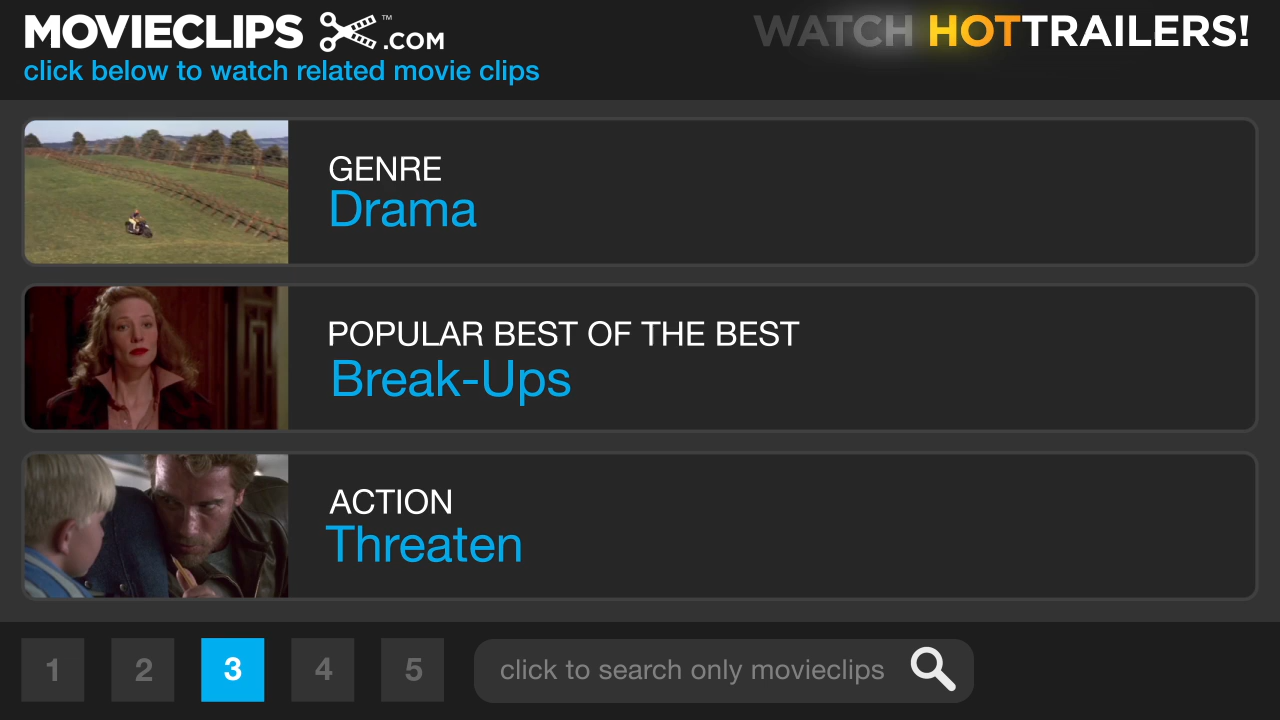 MOVIECLIPS ™.COM
WATCH HOTTRAILERS!
click below to watch related movie clips
GENRE
Drama
POPULAR BEST OF THE BEST
Break-Ups
ACTION
Threaten
1 2 3 4 5
click to search only movieclips